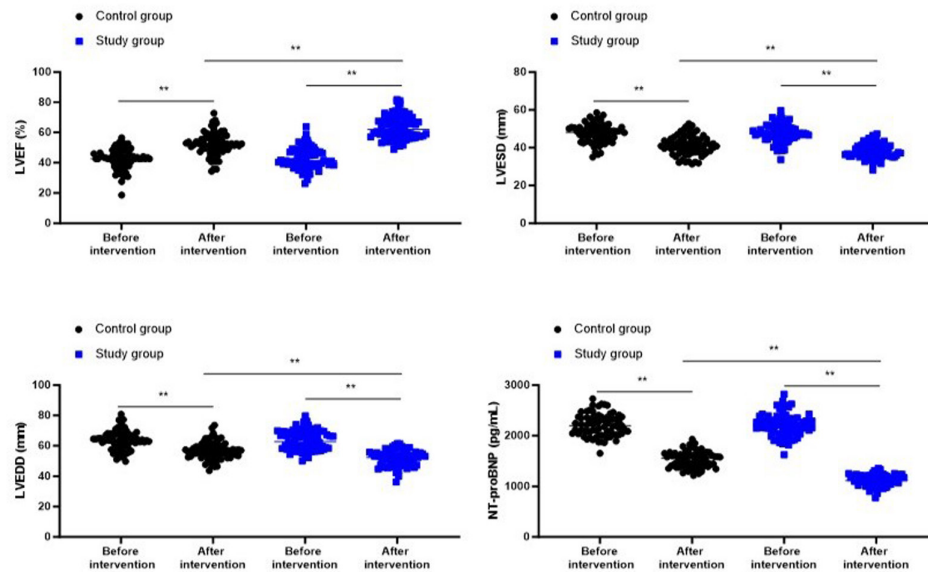 Control group
Study group
**
**
**
LVEF (%)
100
80
60
40
20
0
Before intervention
After intervention
Before intervention
After intervention
Control group
Study group
**
**
**
LVESD (mm)
80
60
40
20
0
Before intervention
After intervention
Before intervention
After intervention
Control group
Study group
**
**
**
LVEDD (mm)
100
80
60
40
20
0
Before intervention
After intervention
Before intervention
After intervention
Control group
Study group
**
**
**
NT-proBNP (pg/mL)
3000
2000
1000
0
Before intervention
After intervention
Before intervention
After intervention